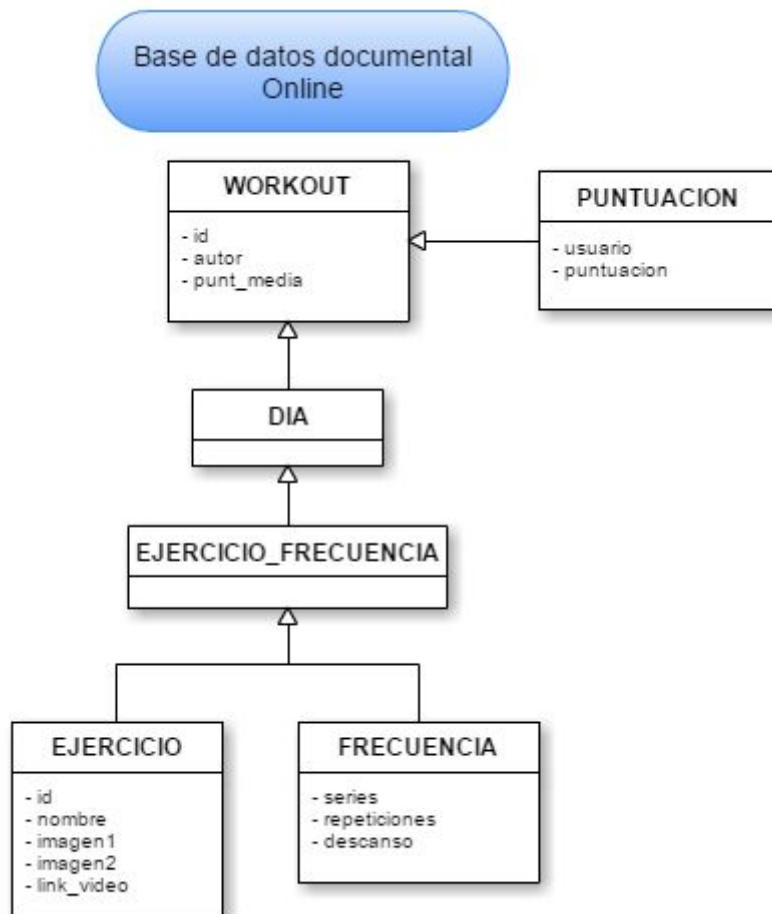 Base de datos documental
Online
WORKOUT
- id
- autor
- punt_media
PUNTUACION
- usuario
- puntuacion
DIA
EJERCICIO_FRECUENCIA
EJERCICIO
- id
- nombre
- imagen1
- imagen2
- link_video
FRECUENCIA
- series
- repeticiones
- descanso